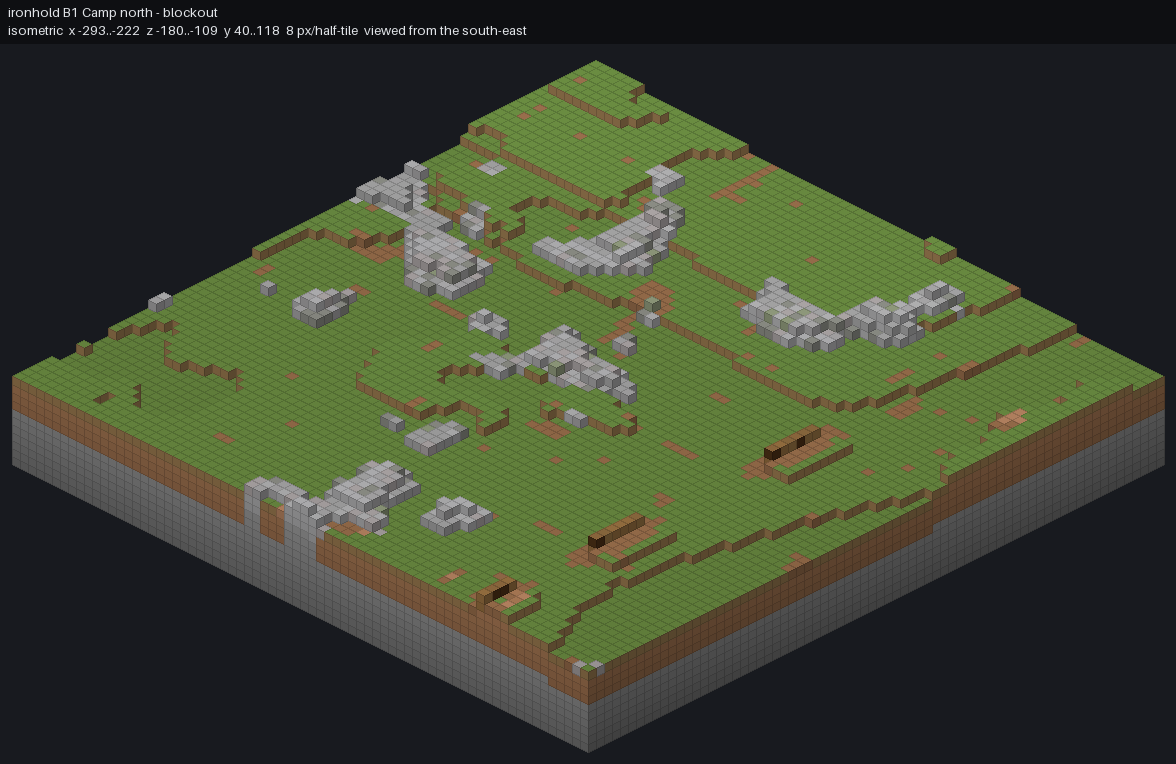 ironhold B1 Camp north - blockout
isometric x -293..-222 z -180..-109 y 40..118 8 px/half-tile viewed from the south-east